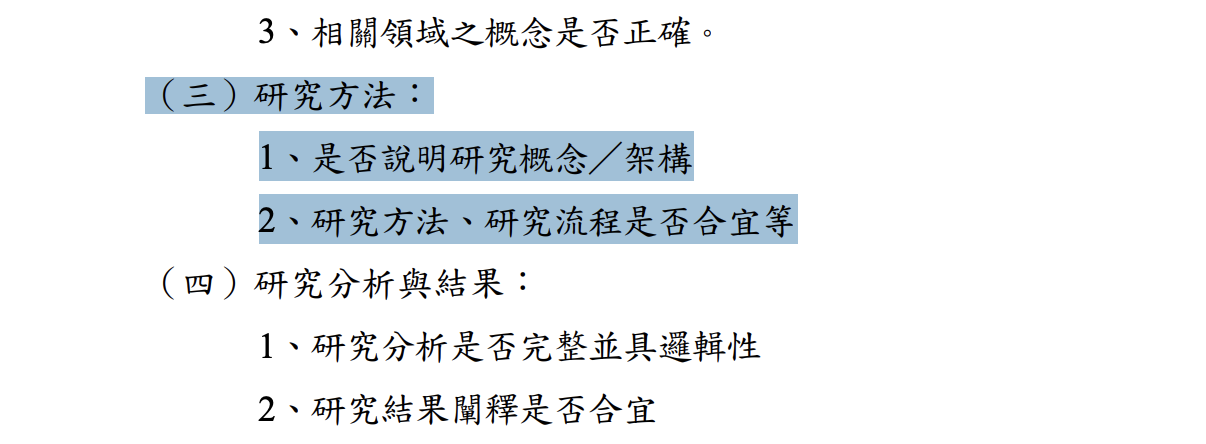 3、相關領域之概念是否正確。
（三）研究方法：
1、是否說明研究概念／架構
2、研究方法、研究流程是否合宜等
（四）研究分析與結果：
1、研究分析是否完整並具邏輯性
2、研究結果闡釋是否合宜